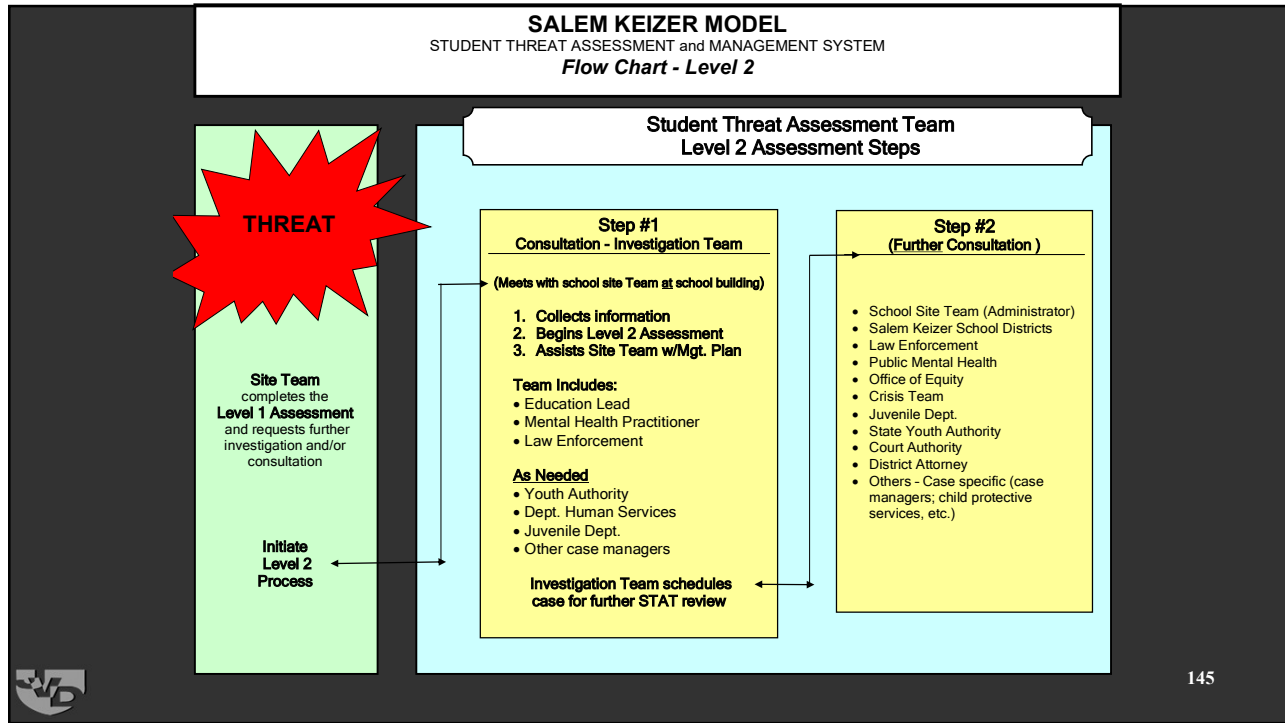 SALEM KEIZER MODEL
STUDENT THREAT ASSESSMENT and MANAGEMENT SYSTEM
Flow Chart - Level 2
THREAT
Site Team
completes the
Level 1 Assessment
and requests further
investigation and/or
consultation
Initiate
Level 2
Process
Student Threat Assessment Team
Level 2 Assessment Steps
Step #1
Consultation - Investigation Team
(Meets with school site Team at school building)
1. Collects information
2. Begins Level 2 Assessment
3. Assists Site Team w/Mgt. Plan
Team Includes:
• Education Lead
• Mental Health Practitioner
• Law Enforcement
As Needed
• Youth Authority
• Dept. Human Services
• Juvenile Dept.
• Other case managers
Investigation Team schedules
case for further STAT review
Step #2
(Further Consultation )
• School Site Team (Administrator)
• Salem Keizer School Districts
• Law Enforcement
• Public Mental Health
• Office of Equity
• Crisis Team
• Juvenile Dept.
• State Youth Authority
• Court Authority
• District Attorney
• Others - Case specific (case
managers; child protective
services, etc.)
145